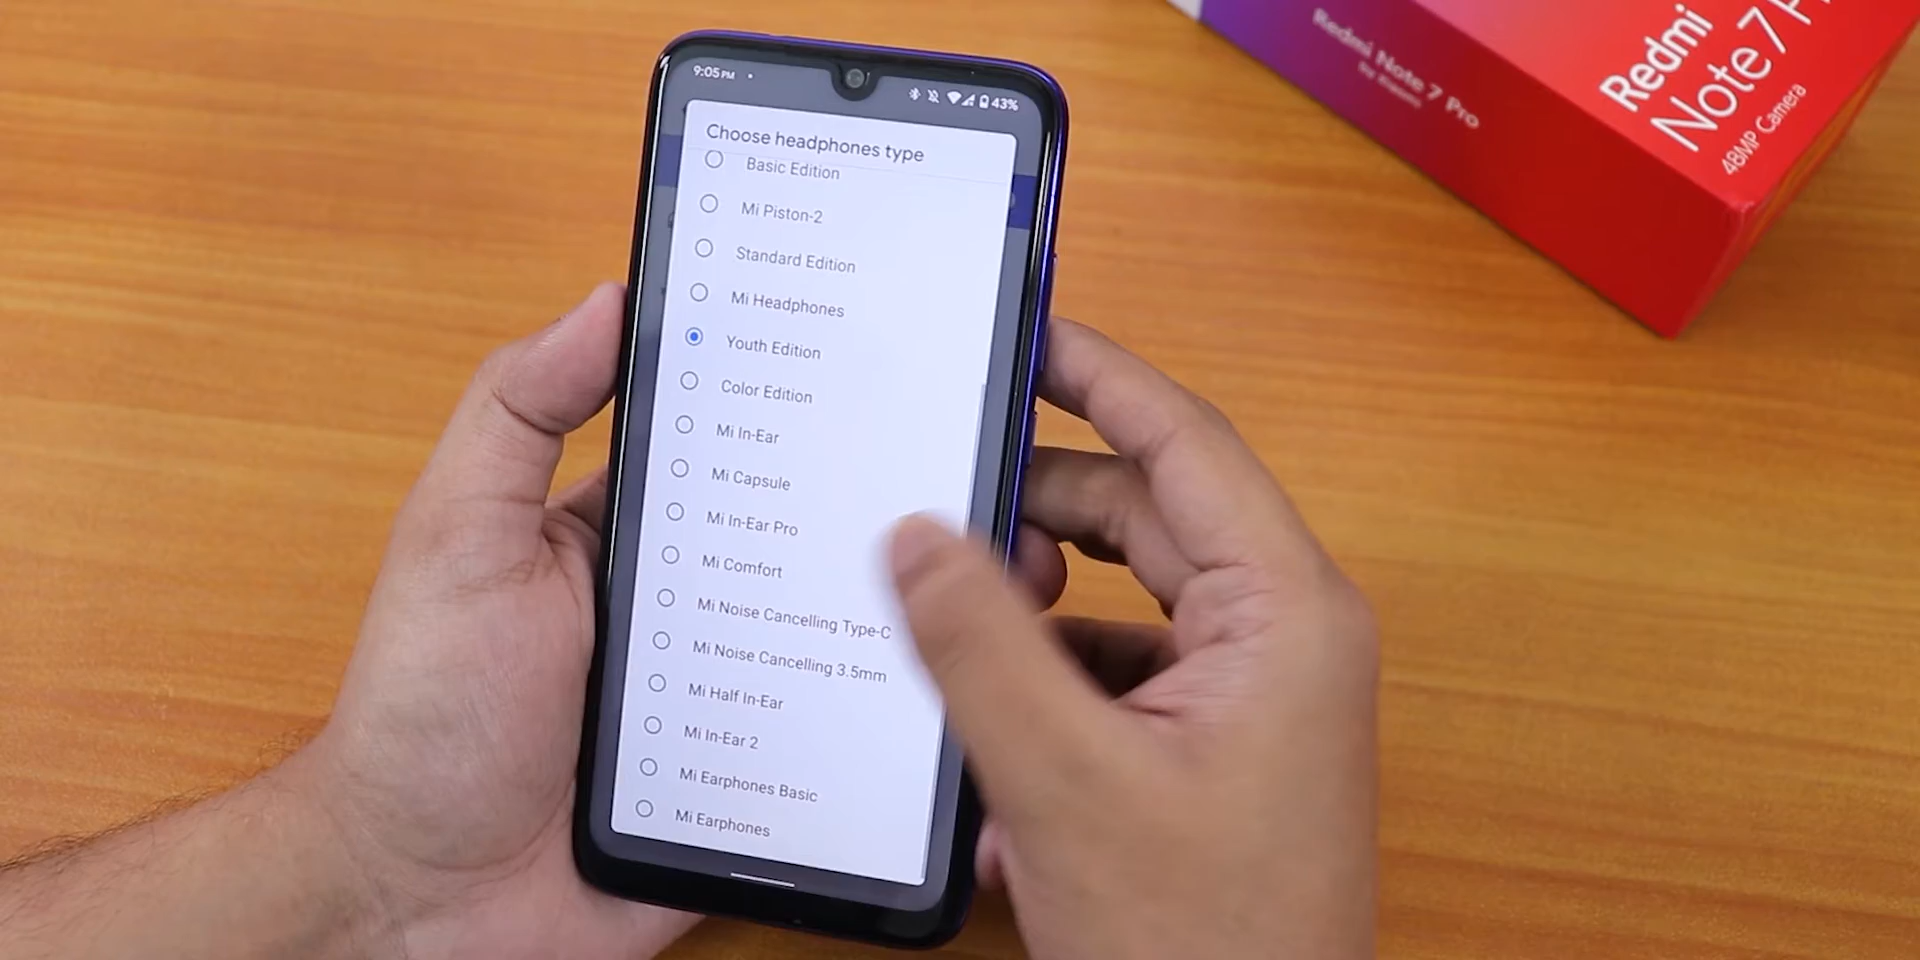 9:05 PM
43%
Choose headphones type
Basic Edition
Mi Piston-2
Standard Edition
Mi Headphones
Youth Edition
Color Edition
Mi In-Ear
Mi Capsule
Mi In-Ear Pro
Mi Comfort
Mi Noise Cancelling Type-C
Mi Noise Cancelling 3.5mm
Mi Half In-Ear
Mi In-Ear 2
Mi Earphones Basic
Mi Earphones
Redmi Note 7 Pro
by Xiaomi
Redmi
Note 7
48MP Camera